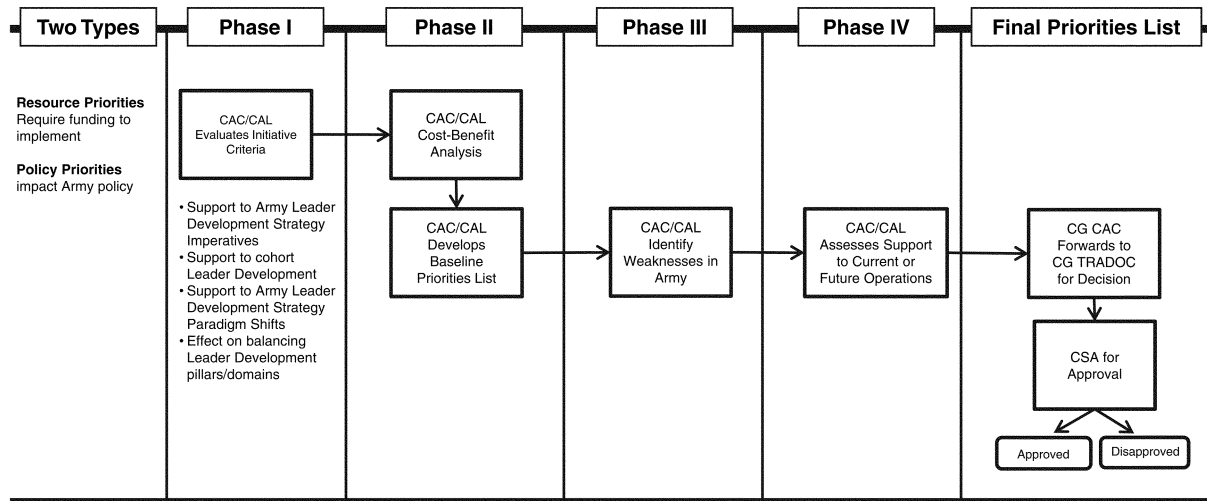 Two Types
Phase I
Phase II
Phase III
Phase IV
Final Priorities List
Resource Priorities
Require funding to
implement
Policy Priorities
impact Army policy
CAC/CAL
Evaluates Initiative
Criteria
• Support to Army Leader
Development Strategy
Imperatives
• Support to cohort
Leader Development
• Support to Army Leader
Development Strategy
Paradigm Shifts
• Effect on balancing
Leader Development
pillars/domains
CAC/CAL
Cost-Benefit
Analysis
CAC/CAL
Develops
Baseline
Priorities List
CAC/CAL
Identify
Weaknesses in
Army
CAC/CAL
Assesses Support
to Current or
Future Operations
CG CAC
Forwards to
CG TRADOC
for Decision
CSA for
Approval
Approved
Disapproved